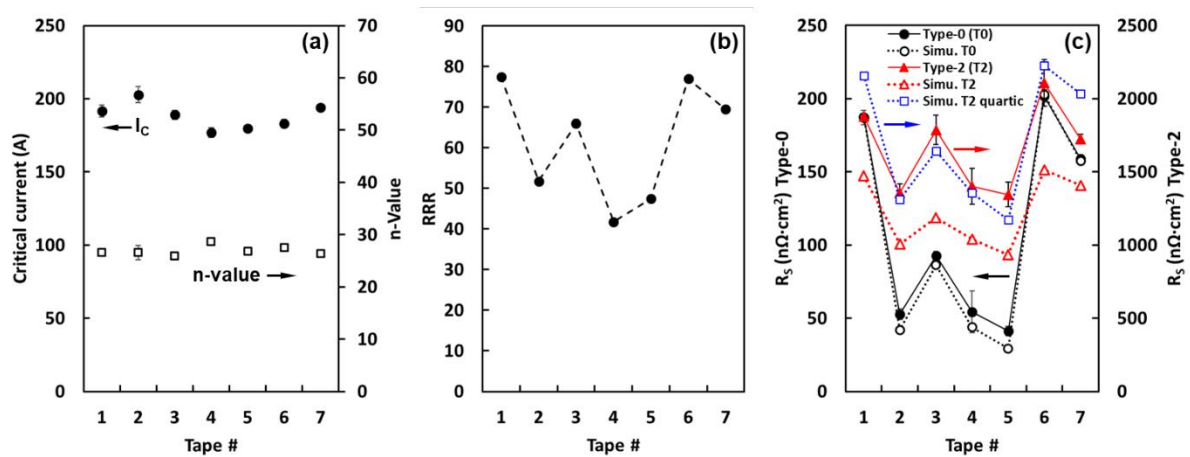 (a)
Critical current (A)
250
200
150
100
50
0
I_C
n-value
70
60
50
40
30
20
10
0
n-Value
1 2 3 4 5 6 7
Tape #
(b)
RRR
90
80
70
60
50
40
30
20
10
0
1 2 3 4 5 6 7
Tape #
(c)
R_S (nΩ·cm²) Type-0
250
200
150
100
50
0
Type-0 (T0)
Simu. T0
Type-2 (T2)
Simu. T2
Simu. T2 quartic
2500
2000
1500
1000
500
0
R_S (nΩ·cm²) Type-2
1 2 3 4 5 6 7
Tape #